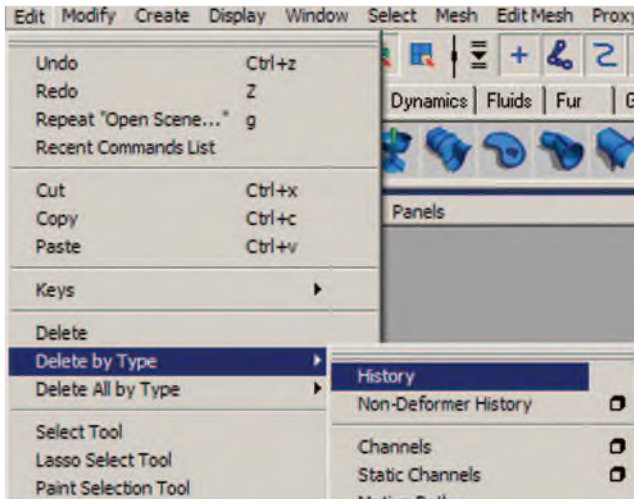 Edit Modify Create Display Window Select Mesh Edit Mesh Proxy
Undo Ctrl+z
Redo Z
Repeat "Open Scene..." g
Recent Commands List
Dynamics Fluids Fur
Cut Ctrl+x
Copy Ctrl+c
Paste Ctrl+v
Panels
Keys
Delete
Delete by Type
Delete All by Type
History
Non-Deformer History
Select Tool
Lasso Select Tool
Paint Selection Tool
Channels
Static Channels